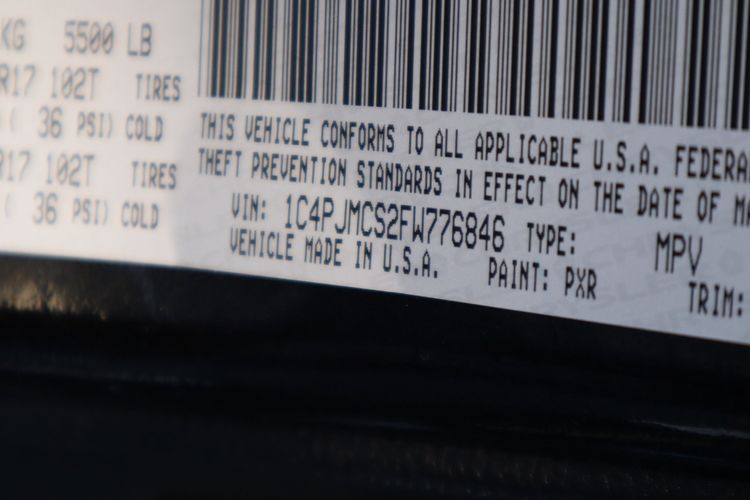 KG 5500 LB
R17 102T TIRES
( 36 PSI) COLD
R17 102T TIRES
( 36 PSI) COLD
THIS VEHICLE CONFORMS TO ALL APPLICABLE U.S.A. FEDERA
THEFT PREVENTION STANDARDS IN EFFECT ON THE DATE OF MA
VIN: 1C4PJMCS2FW776846 TYPE: MPV
VEHICLE MADE IN U.S.A. PAINT: PXR TRIM: